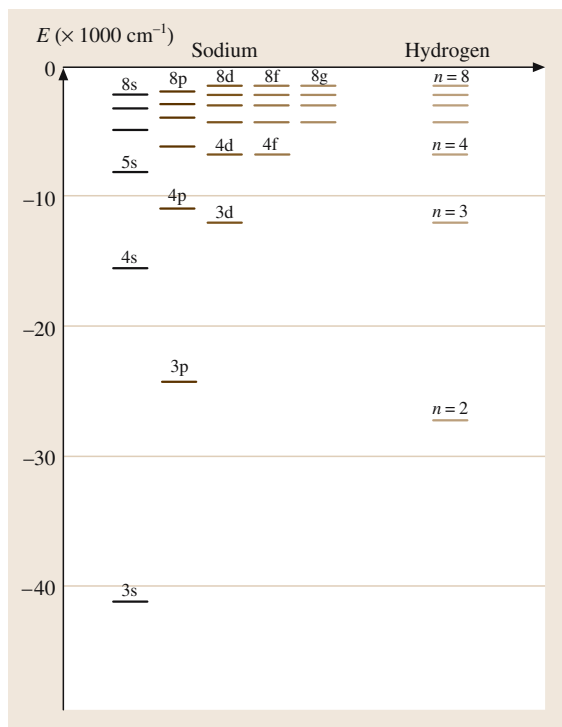 E (× 1000 cm⁻¹)
Sodium Hydrogen
0
8s 8p 8d 8f 8g n = 8
5s 4d 4f n = 4
−10
4p 3d n = 3
4s
−20
3p
n = 2
−30
−40
3s